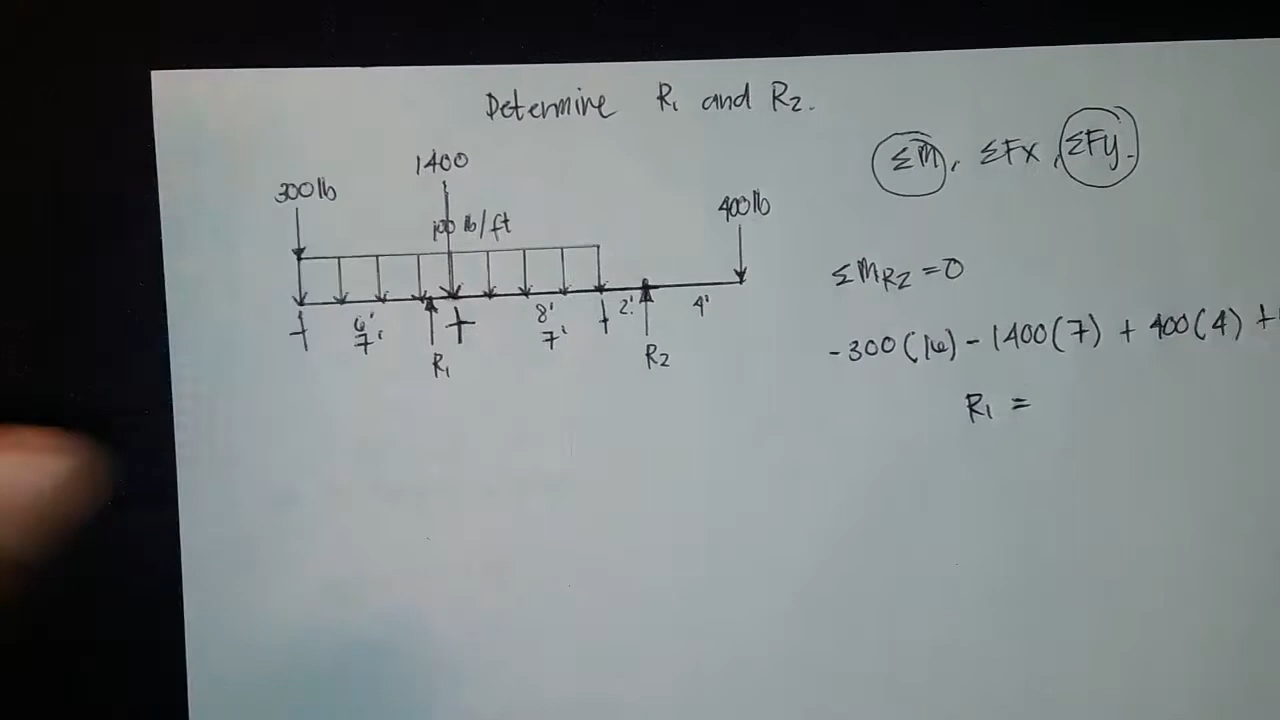 Determine R1 and R2.
ΣM, ΣFx, ΣFy.
1400
300lb
400lb
100 lb/ft
ΣMR2 = 0
6'
8'
2'
4'
7'
7'
R1
R2
-300(16) - 1400(7) + 400(4) +
R1 =